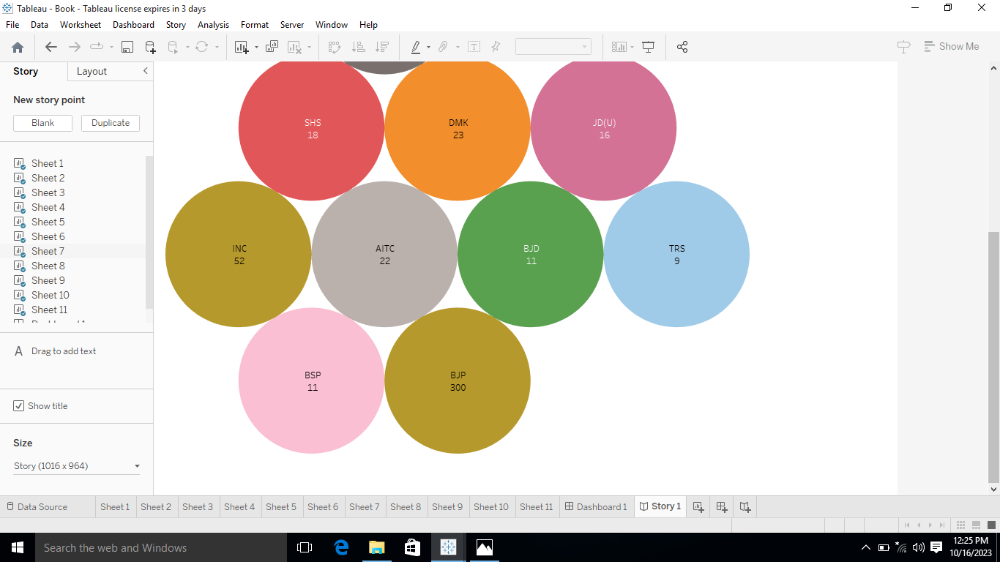 Tableau - Book - Tableau license expires in 3 days
File Data Worksheet Dashboard Story Analysis Format Server Window Help
Show Me
Story Layout
New story point
Blank Duplicate
Sheet 1
Sheet 2
Sheet 3
Sheet 4
Sheet 5
Sheet 6
Sheet 7
Sheet 8
Sheet 9
Sheet 10
Sheet 11
A Drag to add text
Show title
Size
Story (1016 x 964)
SHS
18
DMK
23
JD(U)
16
INC
52
AITC
22
BJD
11
TRS
9
BSP
11
BJP
300
Data Source Sheet 1 Sheet 2 Sheet 3 Sheet 4 Sheet 5 Sheet 6 Sheet 7 Sheet 8 Sheet 9 Sheet 10 Sheet 11 Dashboard 1 Story 1
Search the web and Windows
12:25 PM
10/16/2023